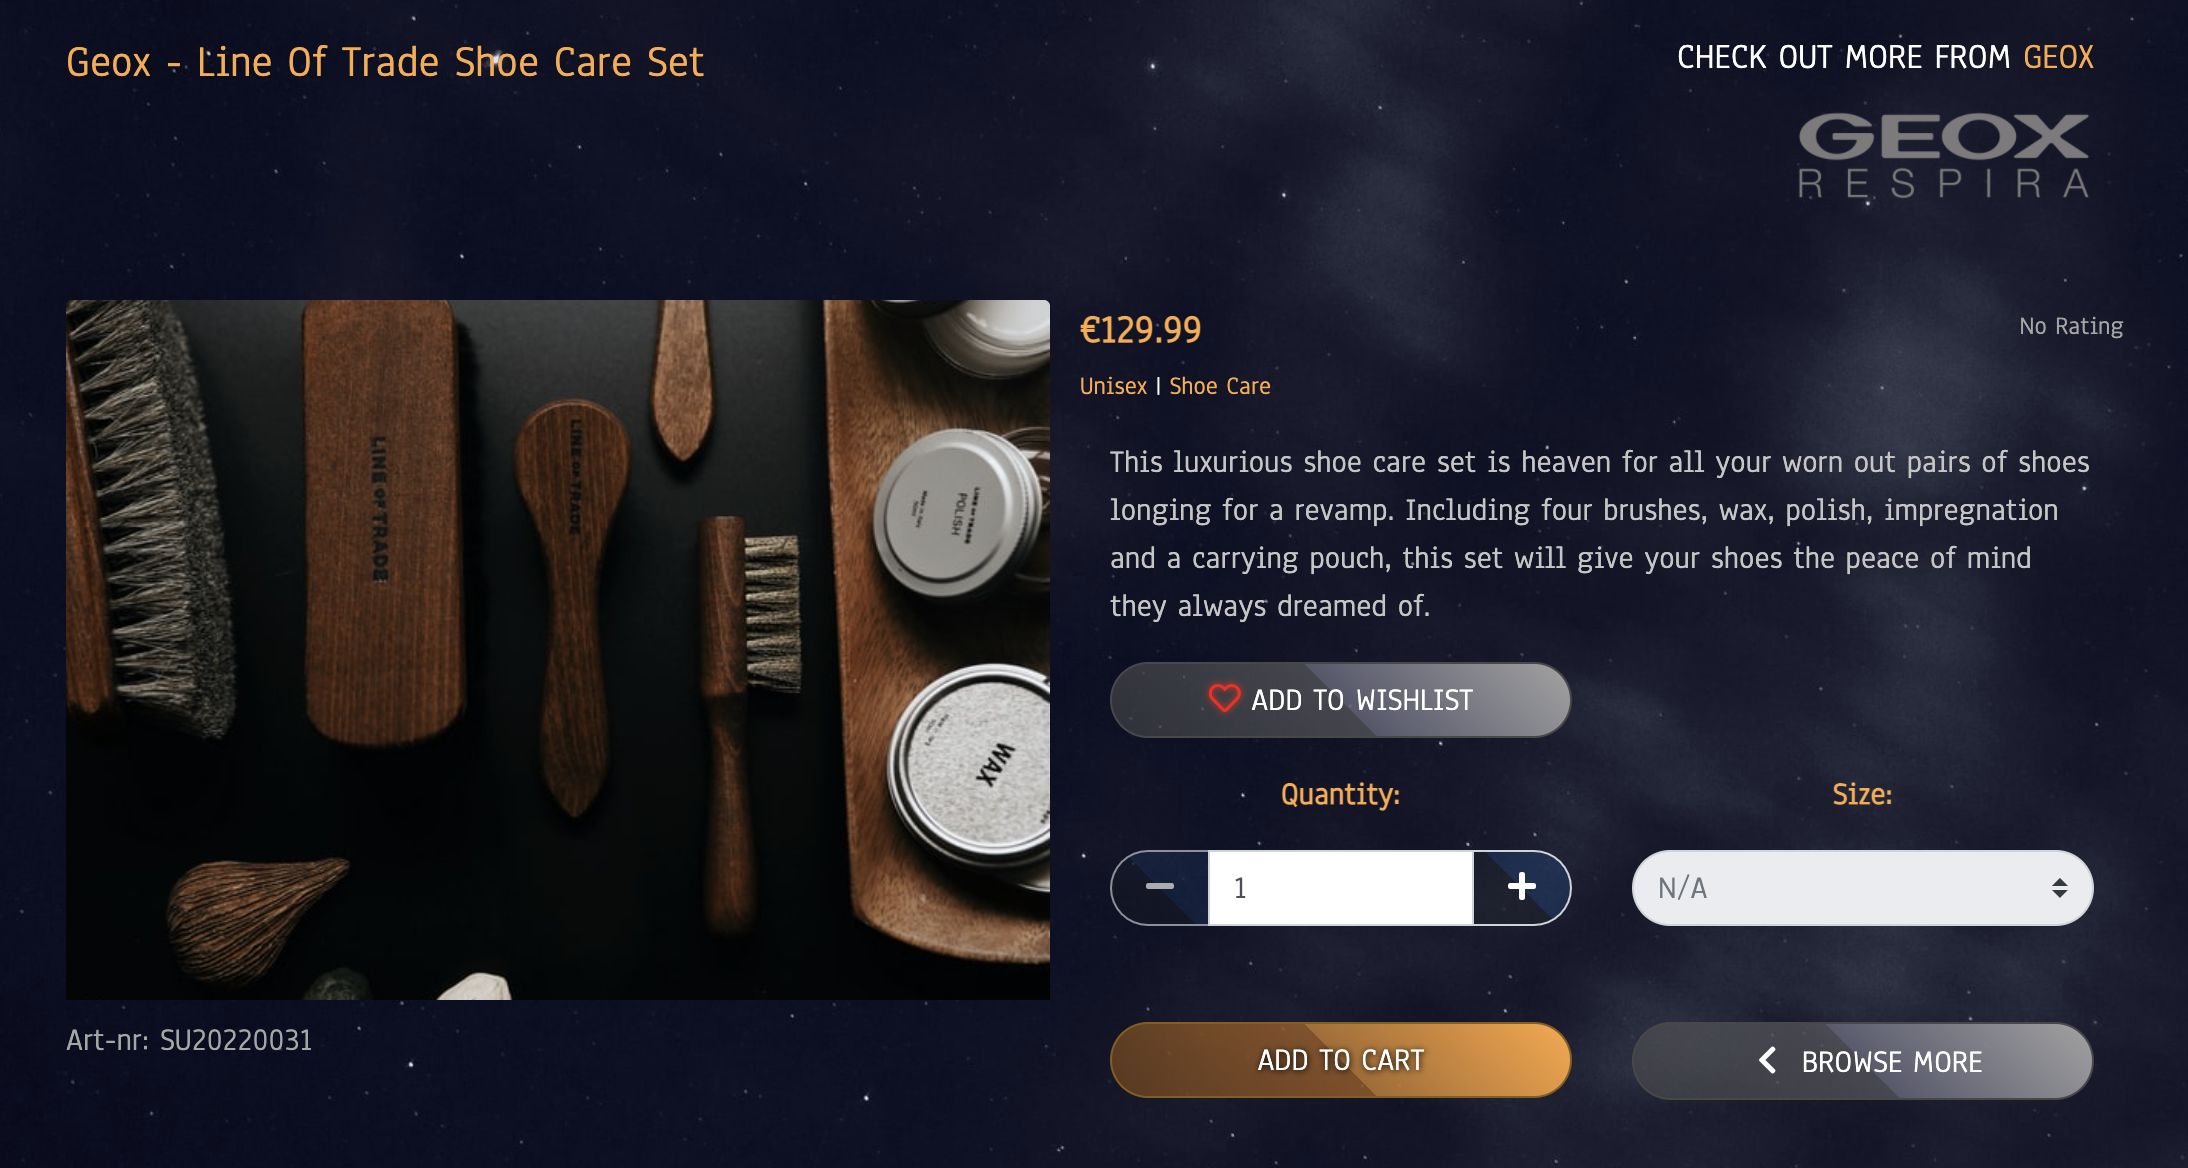 Geox - Line Of Trade Shoe Care Set
CHECK OUT MORE FROM GEOX
GEOX
RESPIRA
LINE OF TRADE
LINE OF TRADE
LINE OF TRADE
POLISH
WAX
€129.99
No Rating
Unisex | Shoe Care
This luxurious shoe care set is heaven for all your worn out pairs of shoes
longing for a revamp. Including four brushes, wax, polish, impregnation
and a carrying pouch, this set will give your shoes the peace of mind
they always dreamed of.
ADD TO WISHLIST
Quantity:
Size:
1
N/A
Art-nr: SU20220031
ADD TO CART
BROWSE MORE